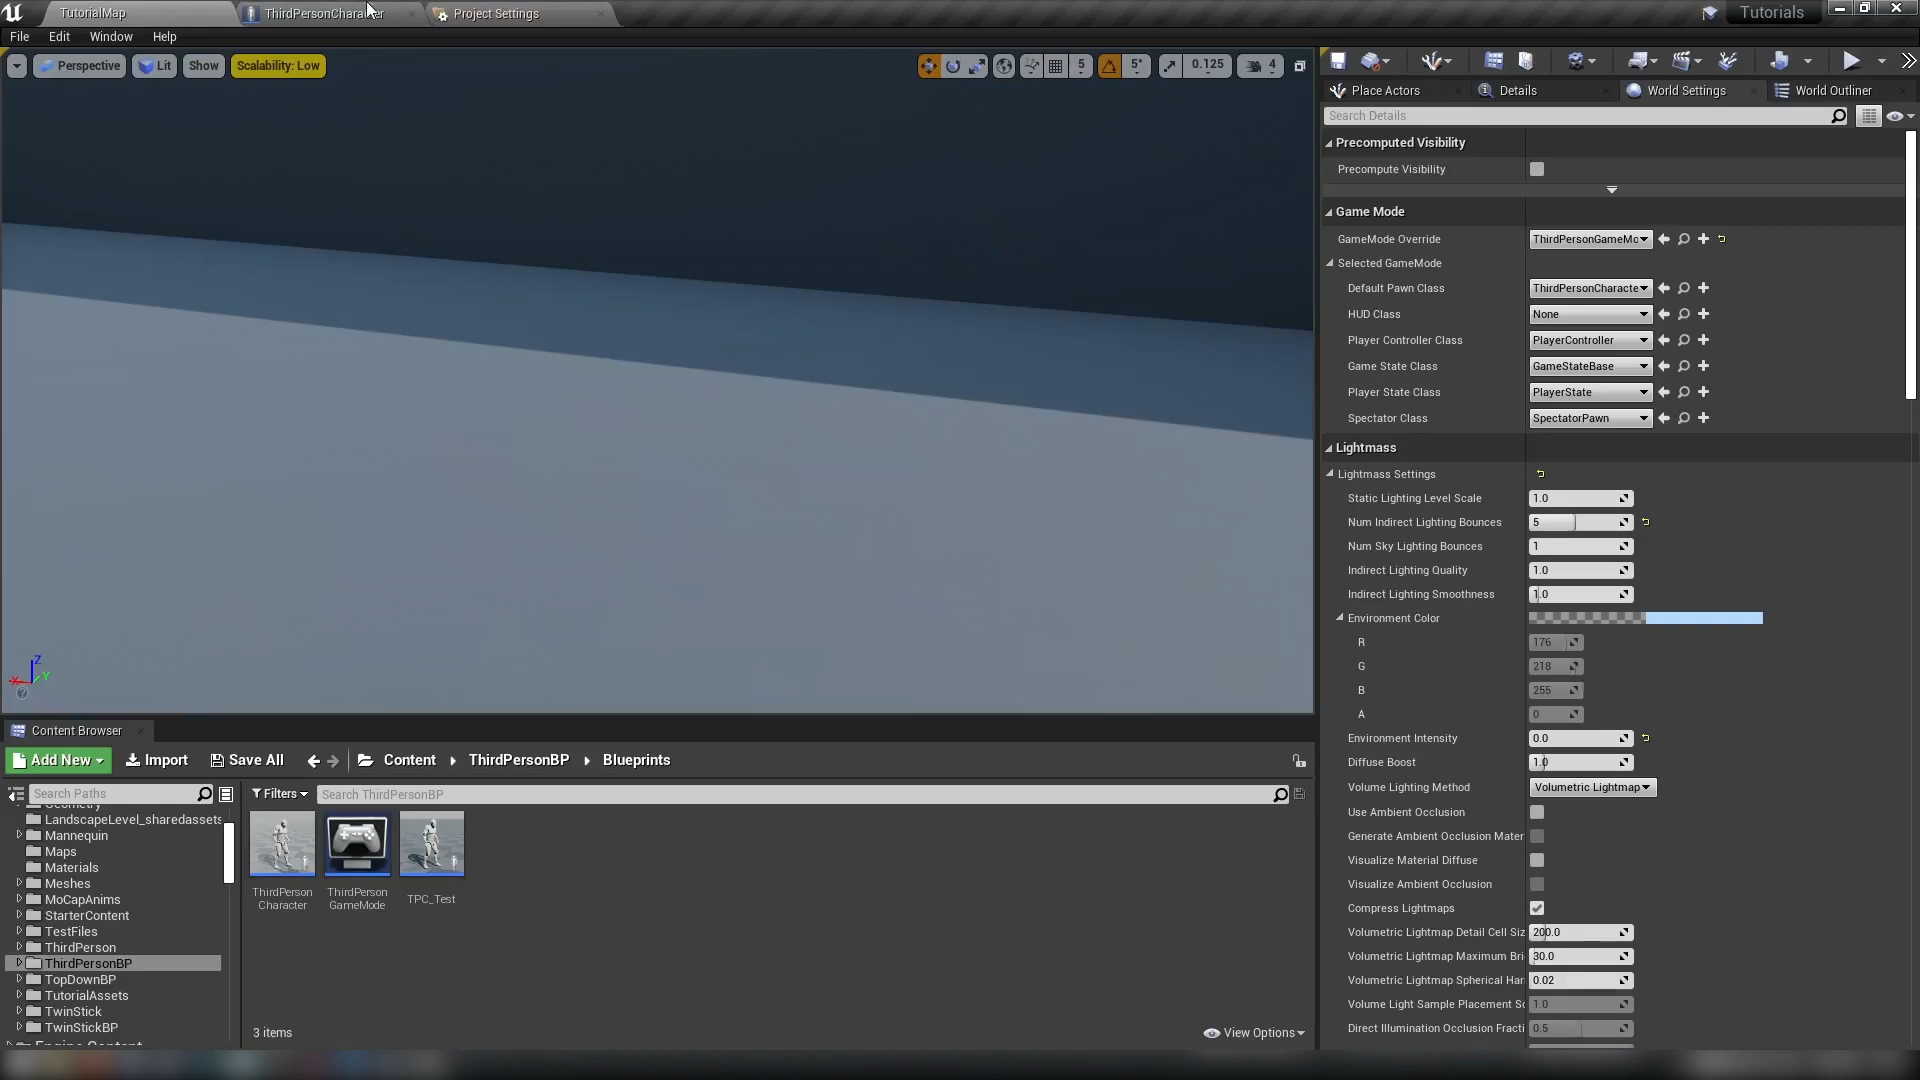 TutorialMap
ThirdPersonCharacter
Project Settings
Tutorials
File Edit Window Help
Perspective Lit Show Scalability: Low
5 5° 0.125 4
Place Actors Details World Settings World Outliner
Search Details
Precomputed Visibility
Precompute Visibility
Game Mode
GameMode Override ThirdPersonGameMo
Selected GameMode
Default Pawn Class ThirdPersonCharacte
HUD Class None
Player Controller Class PlayerController
Game State Class GameStateBase
Player State Class PlayerState
Spectator Class SpectatorPawn
Lightmass
Lightmass Settings
Static Lighting Level Scale 1.0
Num Indirect Lighting Bounces 5
Num Sky Lighting Bounces 1
Indirect Lighting Quality 1.0
Indirect Lighting Smoothness 1.0
Environment Color
R 176
G 218
B 255
A 0
Environment Intensity 0.0
Diffuse Boost 1.0
Volume Lighting Method Volumetric Lightmap
Use Ambient Occlusion
Generate Ambient Occlusion Mater
Visualize Material Diffuse
Visualize Ambient Occlusion
Compress Lightmaps
Volumetric Lightmap Detail Cell Siz 200.0
Volumetric Lightmap Maximum Bri 30.0
Volumetric Lightmap Spherical Har 0.02
Volume Light Sample Placement Sc 1.0
Direct Illumination Occlusion Fracti 0.5
Z
X
Y
Content Browser
Add New Import Save All Content ThirdPersonBP Blueprints
Search Paths
Filters
Search ThirdPersonBP
Geometry
LandscapeLevel_sharedassets
Mannequin
Maps
Materials
Meshes
MoCapAnims
StarterContent
TestFiles
ThirdPerson
ThirdPersonBP
TopDownBP
TutorialAssets
TwinStick
TwinStickBP
Engine Content
ThirdPerson
Character
ThirdPerson
GameMode
TPC_Test
3 items
View Options